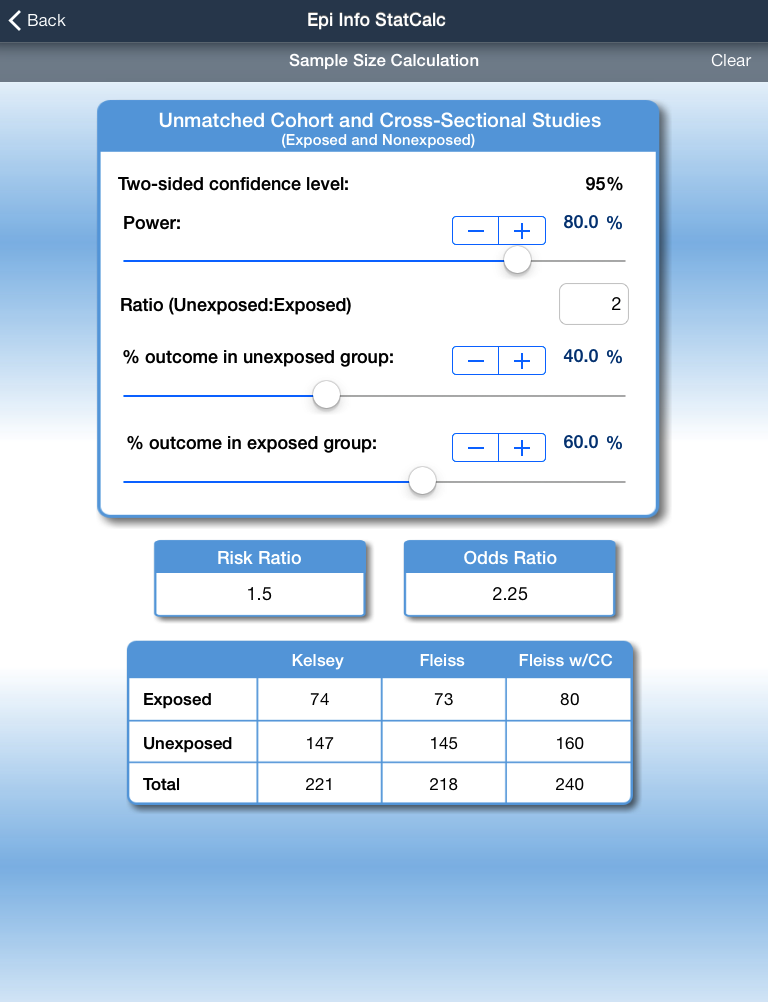 Back Epi Info StatCalc
Sample Size Calculation Clear
Unmatched Cohort and Cross-Sectional Studies
(Exposed and Nonexposed)
Two-sided confidence level: 95%
Power: − + 80.0 %
Ratio (Unexposed:Exposed) 2
% outcome in unexposed group: − + 40.0 %
% outcome in exposed group: − + 60.0 %
Risk Ratio Odds Ratio
1.5 2.25
Kelsey Fleiss Fleiss w/CC
Exposed 74 73 80
Unexposed 147 145 160
Total 221 218 240